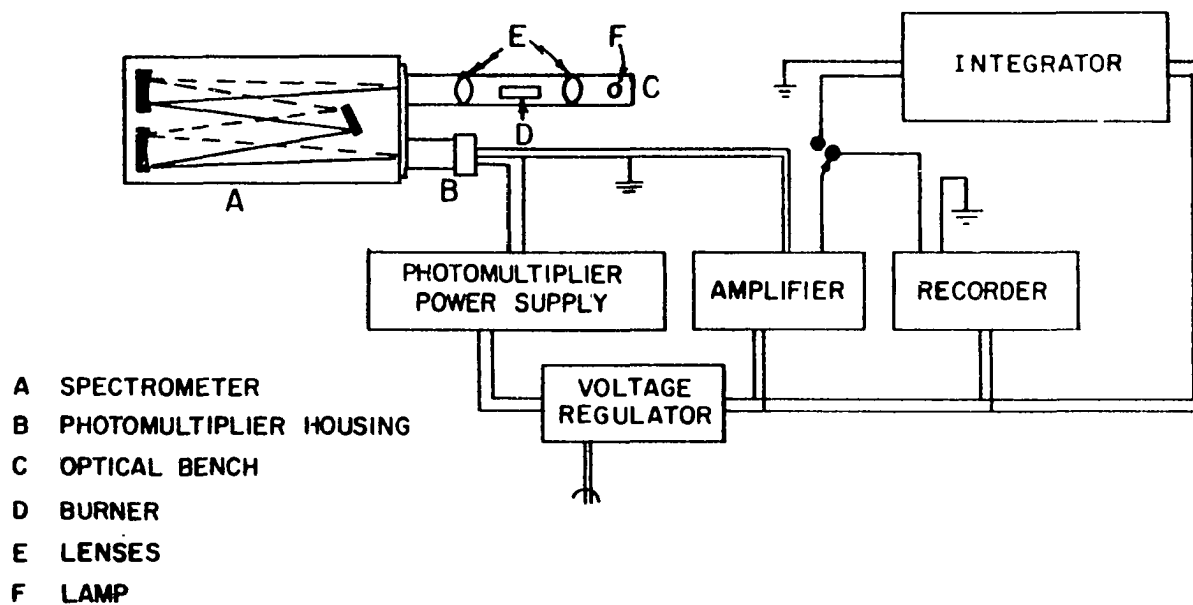 E
F
C
D
B
A
INTEGRATOR
PHOTOMULTIPLIER
POWER SUPPLY
AMPLIFIER
RECORDER
VOLTAGE
REGULATOR
A SPECTROMETER
B PHOTOMULTIPLIER HOUSING
C OPTICAL BENCH
D BURNER
E LENSES
F LAMP